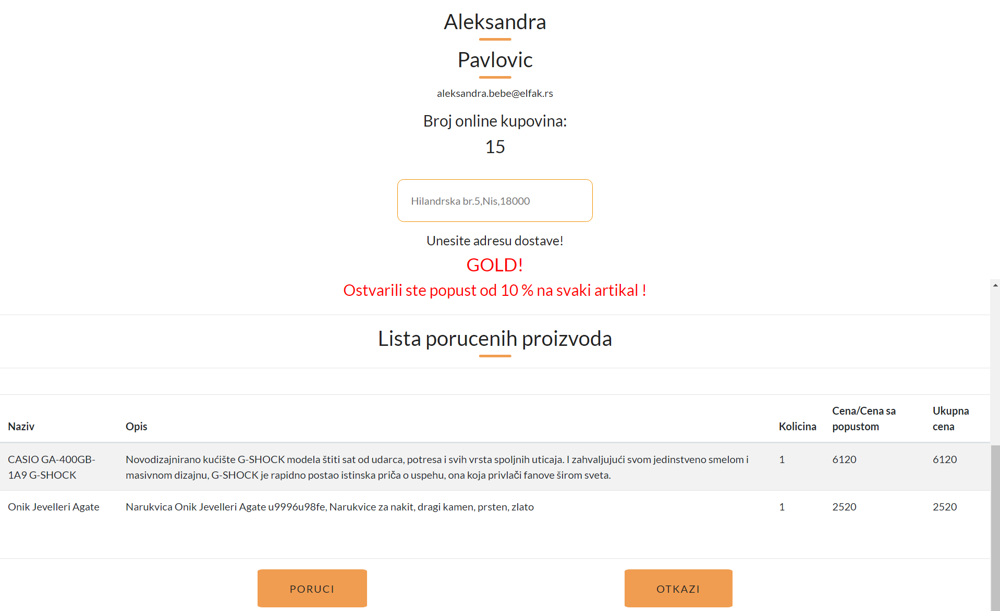 Aleksandra
Pavlovic
aleksandra.bebe@elfak.rs
Broj online kupovina:
15
Hilandrska br.5,Nis,18000
Unesite adresu dostave!
GOLD!
Ostvarili ste popust od 10 % na svaki artikal !
Lista porucenih proizvoda
Naziv Opis Kolicina Cena/Cena sa popustom Ukupna cena
CASIO GA-400GB-
1A9 G-SHOCK
Novodizajnirano kućište G-SHOCK modela štiti sat od udarca, potresa i svih vrsta spoljnih uticaja. I zahvaljujući svom jedinstveno smelom i
masivnom dizajnu, G-SHOCK je rapidno postao istinska priča o uspehu, ona koja privlači fanove širom sveta.
1 6120 6120
Onik Jevelleri Agate Narukvica Onik Jevelleri Agate u9996u98fe, Narukvice za nakit, dragi kamen, prsten, zlato 1 2520 2520
PORUCI OTKAZI